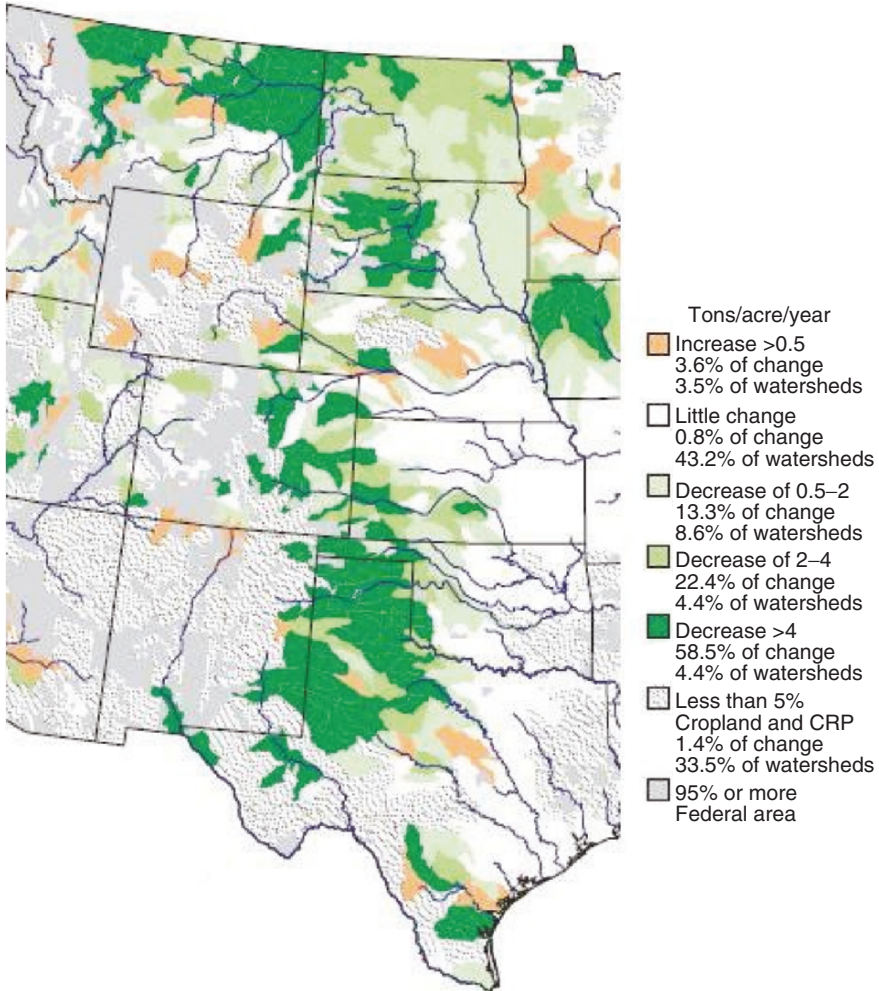 Tons/acre/year
Increase >0.5
3.6% of change
3.5% of watersheds
Little change
0.8% of change
43.2% of watersheds
Decrease of 0.5–2
13.3% of change
8.6% of watersheds
Decrease of 2–4
22.4% of change
4.4% of watersheds
Decrease >4
58.5% of change
4.4% of watersheds
Less than 5%
Cropland and CRP
1.4% of change
33.5% of watersheds
95% or more
Federal area